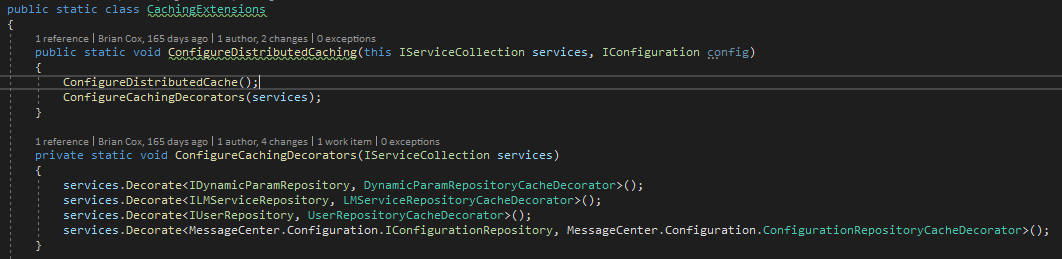 public static class CachingExtensions
{
1 reference | Brian Cox, 165 days ago | 1 author, 2 changes | 0 exceptions
public static void ConfigureDistributedCaching(this IServiceCollection services, IConfiguration config)
{
ConfigureDistributedCache();
ConfigureCachingDecorators(services);
}
1 reference | Brian Cox, 165 days ago | 1 author, 4 changes | 1 work item | 0 exceptions
private static void ConfigureCachingDecorators(IServiceCollection services)
{
services.Decorate<IDynamicParamRepository, DynamicParamRepositoryCacheDecorator>();
services.Decorate<ILMServiceRepository, LMServiceRepositoryCacheDecorator>();
services.Decorate<IUserRepository, UserRepositoryCacheDecorator>();
services.Decorate<MessageCenter.Configuration.IConfigurationRepository, MessageCenter.Configuration.ConfigurationRepositoryCacheDecorator>();
}